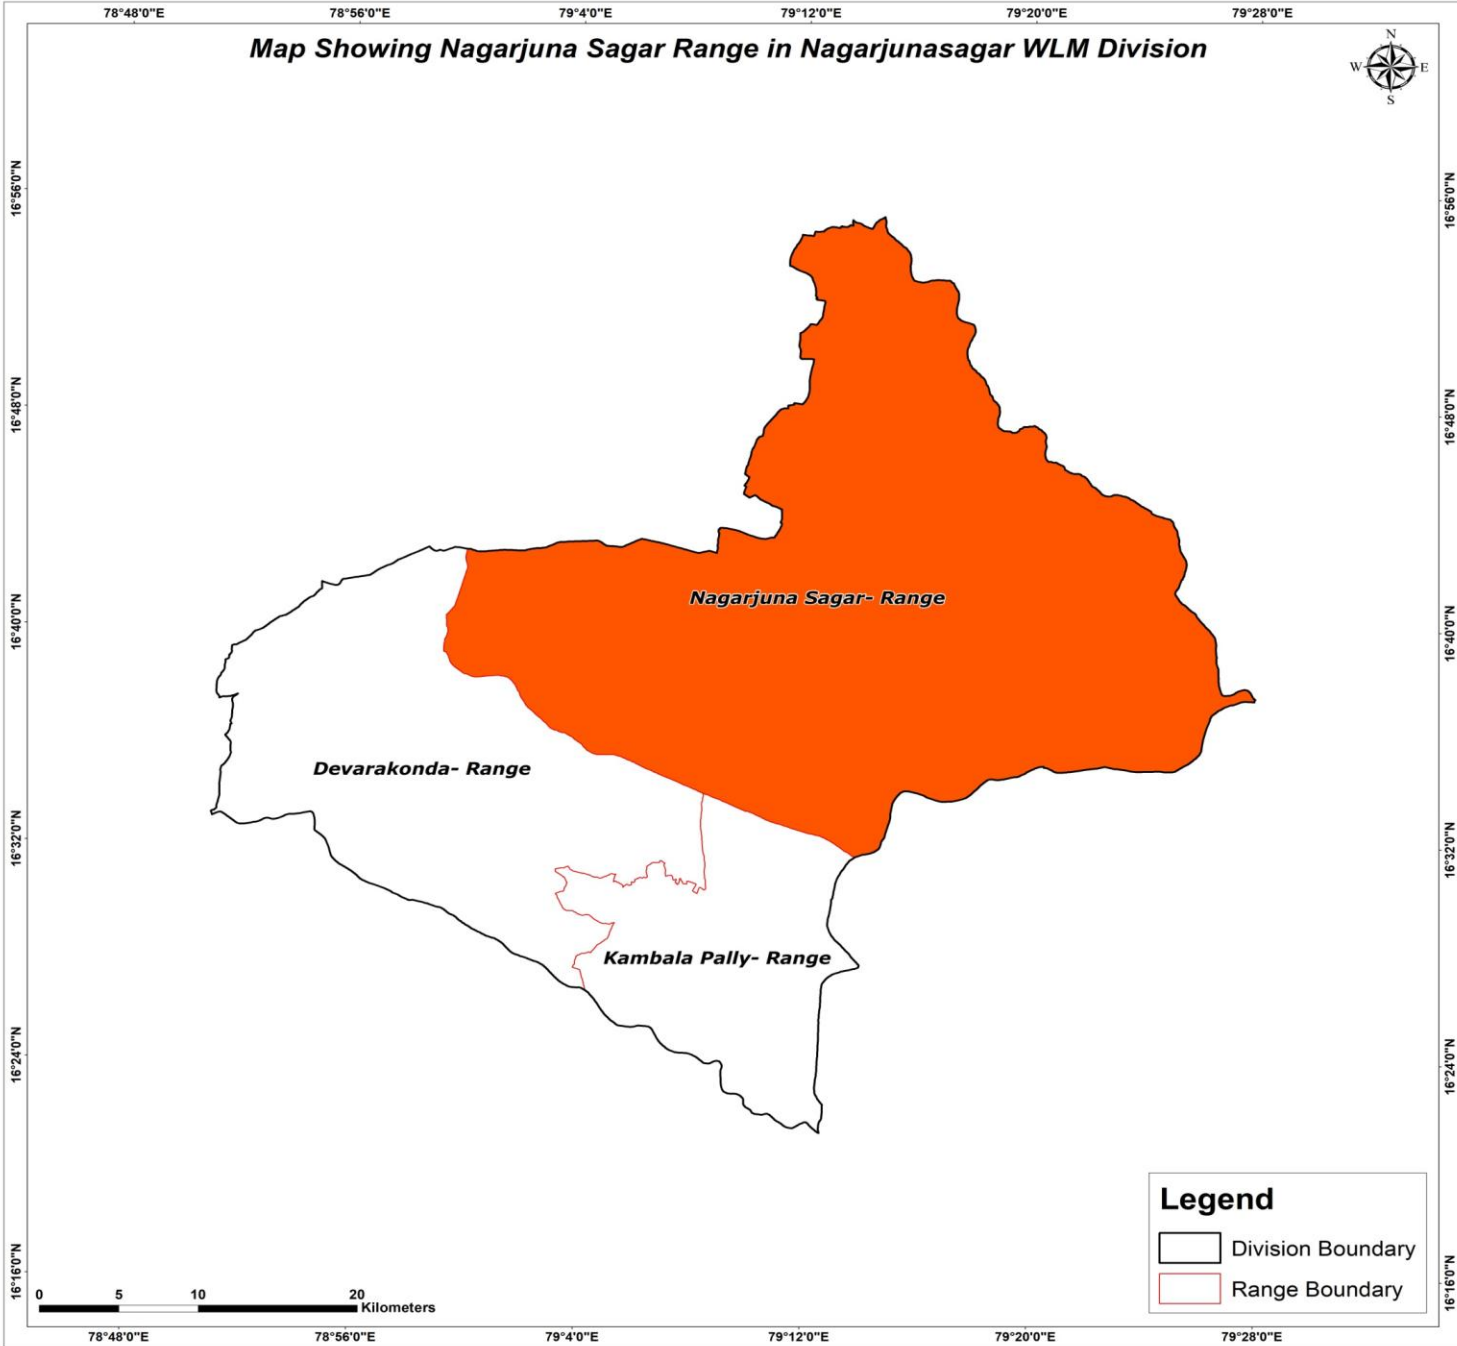 78°48'0"E 78°56'0"E 79°4'0"E 79°12'0"E 79°20'0"E 79°28'0"E
Map Showing Nagarjuna Sagar Range in Nagarjunasagar WLM Division
N
W E
S
16°56'0"N 16°56'0"N
16°48'0"N 16°48'0"N
Nagarjuna Sagar- Range
16°40'0"N 16°40'0"N
Devarakonda- Range
16°32'0"N 16°32'0"N
Kambala Pally- Range
16°24'0"N 16°24'0"N
Legend
Division Boundary
Range Boundary
16°16'0"N 16°16'0"N
0 5 10 20
Kilometers
78°48'0"E 78°56'0"E 79°4'0"E 79°12'0"E 79°20'0"E 79°28'0"E